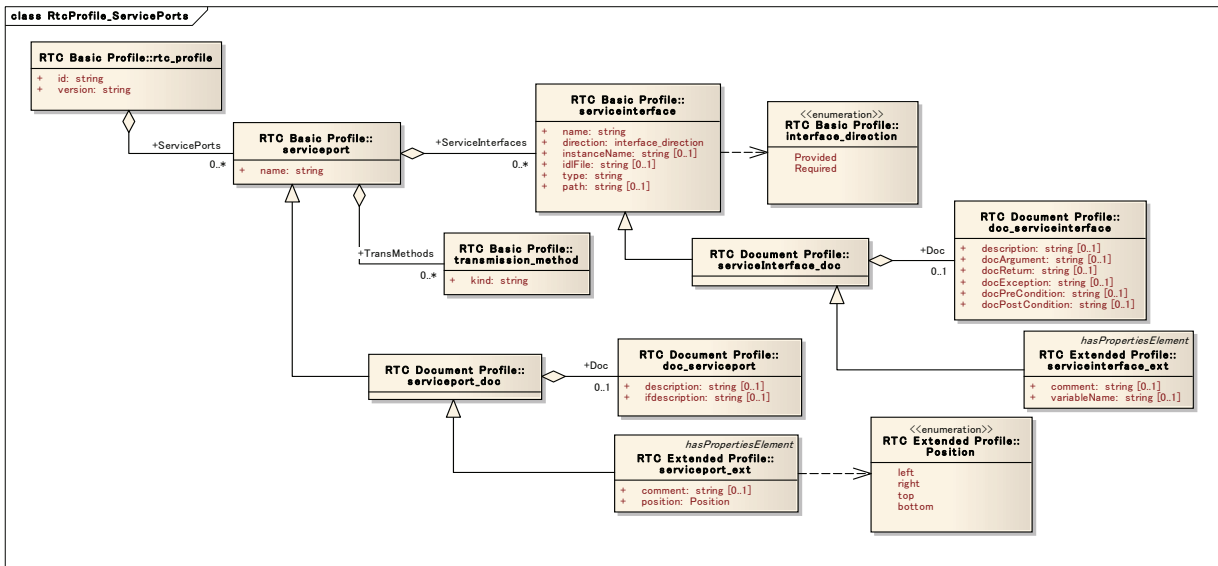 class RtcProfile_ServicePorts
RTC Basic Profile::rtc_profile
+ id: string
+ version: string
+ServicePorts
0..*
RTC Basic Profile::
serviceport
+ name: string
+ServiceInterfaces
0..*
RTC Basic Profile::
serviceinterface
+ name: string
+ direction: interface_direction
+ instanceName: string [0..1]
+ idlFile: string [0..1]
+ type: string
+ path: string [0..1]
<<enumeration>>
RTC Basic Profile::
interface_direction
Provided
Required
+TransMethods
0..*
RTC Basic Profile::
transmission_method
+ kind: string
RTC Document Profile::
serviceInterface_doc
+Doc
0..1
RTC Document Profile::
doc_serviceinterface
+ description: string [0..1]
+ docArgument: string [0..1]
+ docReturn: string [0..1]
+ docException: string [0..1]
+ docPreCondition: string [0..1]
+ docPostCondition: string [0..1]
hasPropertiesElement
RTC Extended Profile::
serviceinterface_ext
+ comment: string [0..1]
+ variableName: string [0..1]
RTC Document Profile::
serviceport_doc
+Doc
0..1
RTC Document Profile::
doc_serviceport
+ description: string [0..1]
+ ifdescription: string [0..1]
hasPropertiesElement
RTC Extended Profile::
serviceport_ext
+ comment: string [0..1]
+ position: Position
<<enumeration>>
RTC Extended Profile::
Position
left
right
top
bottom